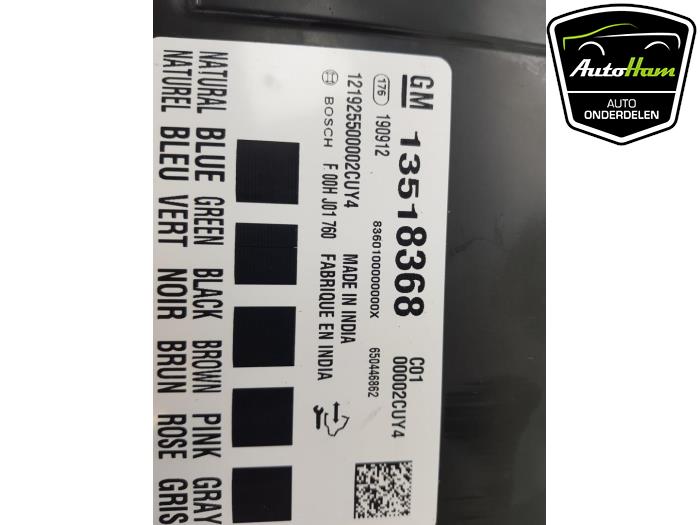 GM 13518368 C01
00002CUY4
176 190912 8360100000000X 650446862
121925500002CUY4 MADE IN INDIA
BOSCH F 00H J01 760 FABRIQUE EN INDIA
NATURAL BLUE GREEN BLACK BROWN PINK GRAY
NATUREL BLEU VERT NOIR BRUN ROSE GRIS
AutoHam
AUTO
ONDERDELEN